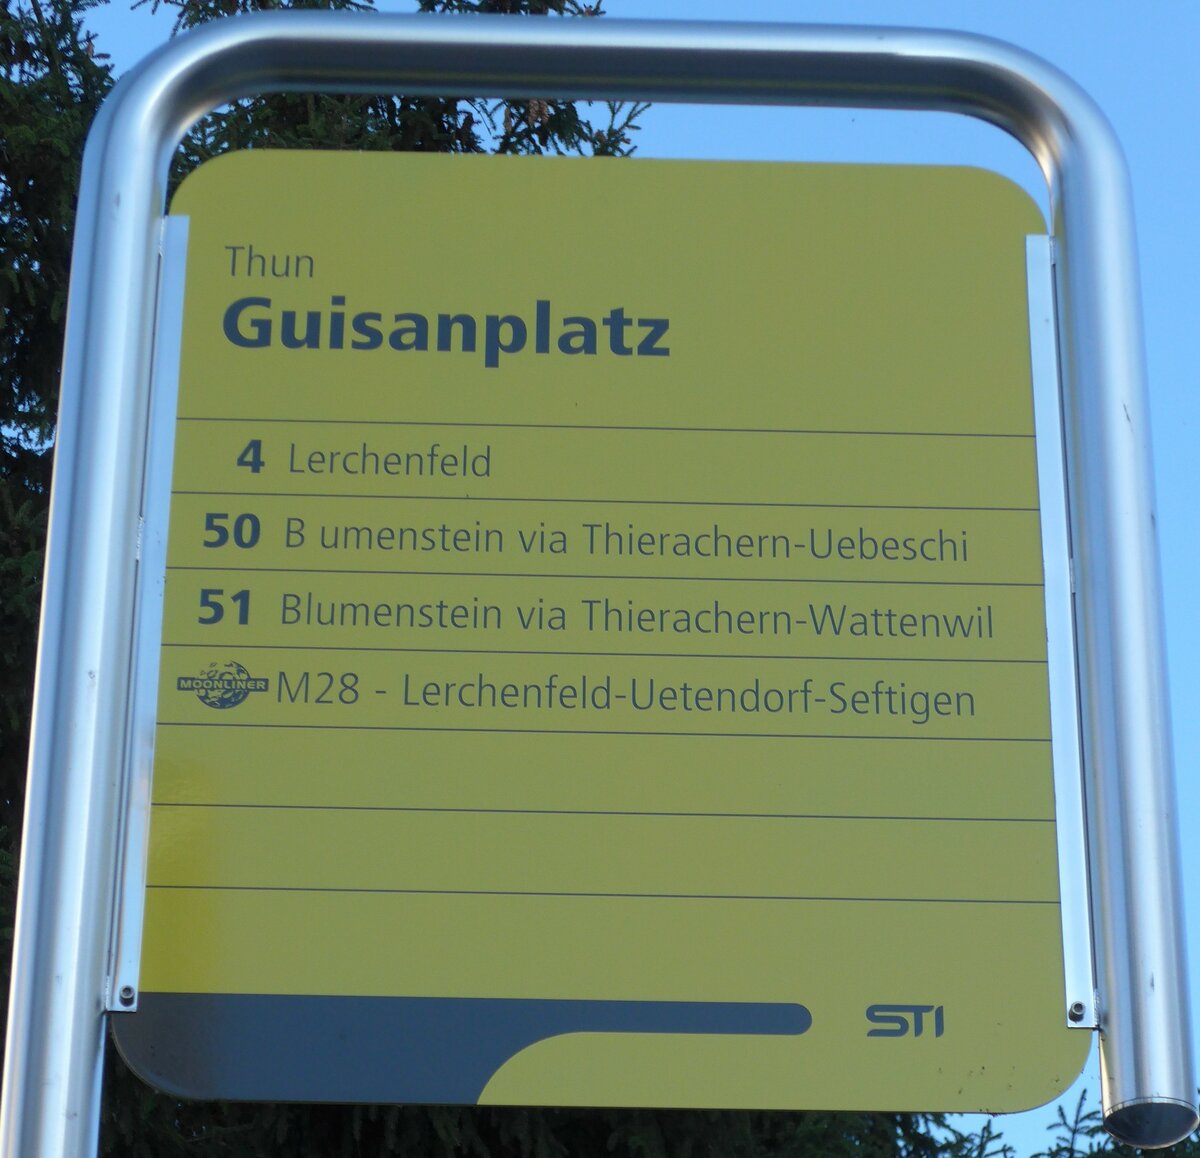 Thun
Guisanplatz
4 Lerchenfeld
50 B umenstein via Thierachern-Uebeschi
51 Blumenstein via Thierachern-Wattenwil
MOONLINER M28 - Lerchenfeld-Uetendorf-Seftigen
STI